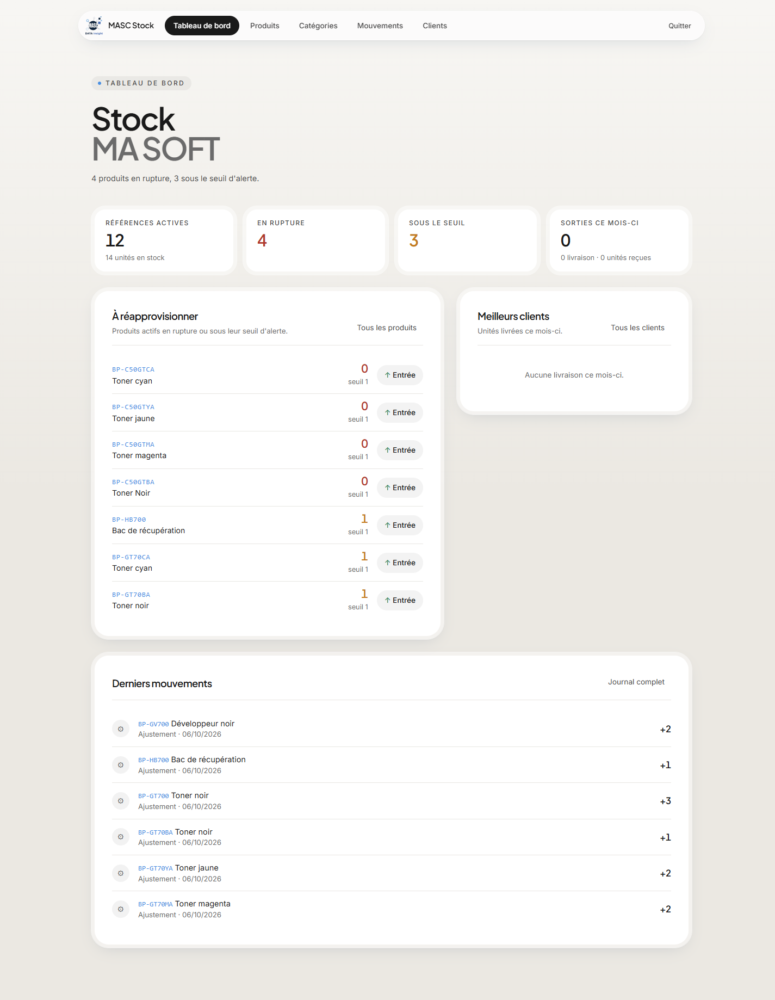 MASC
DATA Insight
MASC Stock
Tableau de bord
Produits
Catégories
Mouvements
Clients
Quitter
TABLEAU DE BORD
Stock
MA SOFT
4 produits en rupture, 3 sous le seuil d'alerte.
RÉFÉRENCES ACTIVES
12
14 unités en stock
EN RUPTURE
4
SOUS LE SEUIL
3
SORTIES CE MOIS-CI
0
0 livraison · 0 unités reçues
À réapprovisionner
Produits actifs en rupture ou sous leur seuil d'alerte.
Tous les produits
BP-C50GTCA
Toner cyan
0
seuil 1
↑ Entrée
BP-C50GTYA
Toner jaune
0
seuil 1
↑ Entrée
BP-C50GTMA
Toner magenta
0
seuil 1
↑ Entrée
BP-C50GTBA
Toner Noir
0
seuil 1
↑ Entrée
BP-HB700
Bac de récupération
1
seuil 1
↑ Entrée
BP-GT70CA
Toner cyan
1
seuil 1
↑ Entrée
BP-GT70BA
Toner noir
1
seuil 1
↑ Entrée
Meilleurs clients
Unités livrées ce mois-ci.
Tous les clients
Aucune livraison ce mois-ci.
Derniers mouvements
Journal complet
BP-GV700 Développeur noir
Ajustement · 06/10/2026
+2
BP-HB700 Bac de récupération
Ajustement · 06/10/2026
+1
BP-GT700 Toner noir
Ajustement · 06/10/2026
+3
BP-GT70BA Toner noir
Ajustement · 06/10/2026
+1
BP-GT70YA Toner jaune
Ajustement · 06/10/2026
+2
BP-GT70MA Toner magenta
Ajustement · 06/10/2026
+2